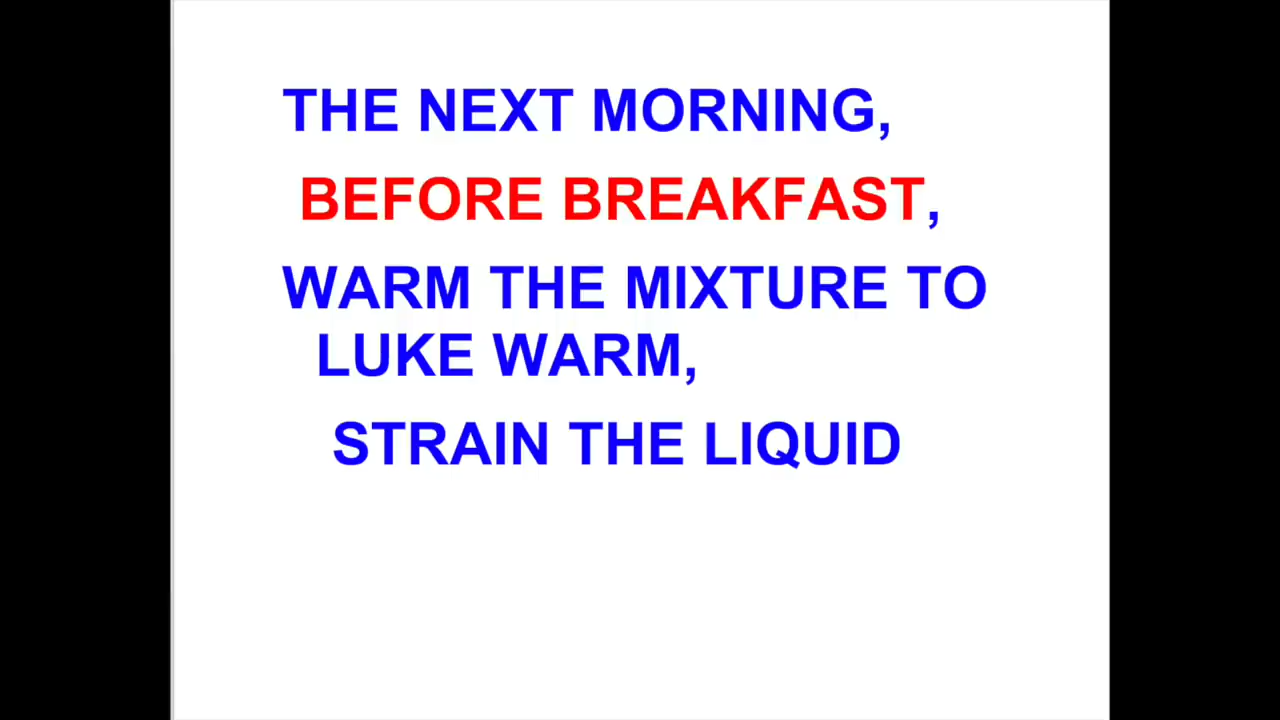 THE NEXT MORNING,
BEFORE BREAKFAST,
WARM THE MIXTURE TO
LUKE WARM,
STRAIN THE LIQUID